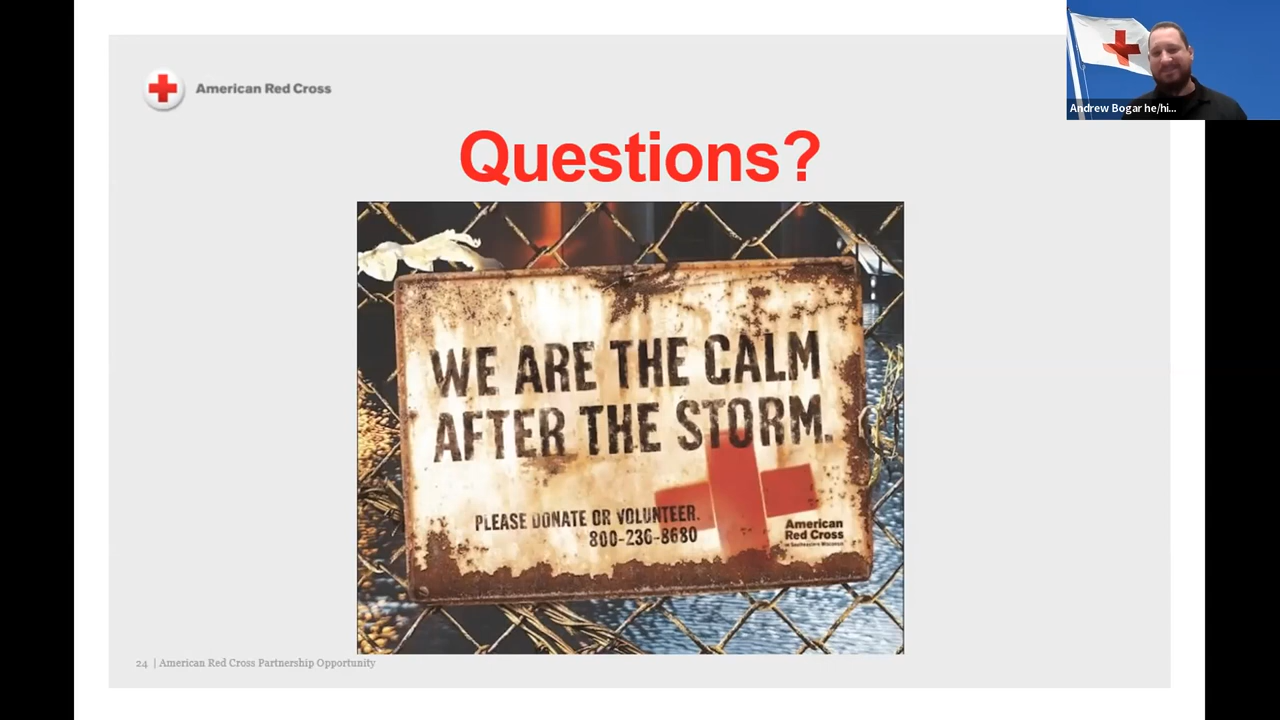 American Red Cross
Andrew Bogar he/hi...
Questions?
WE ARE THE CALM
AFTER THE STORM.
PLEASE DONATE OR VOLUNTEER.
800-236-8680
American
Red Cross
in Southeastern Wisconsin
24 | American Red Cross Partnership Opportunity